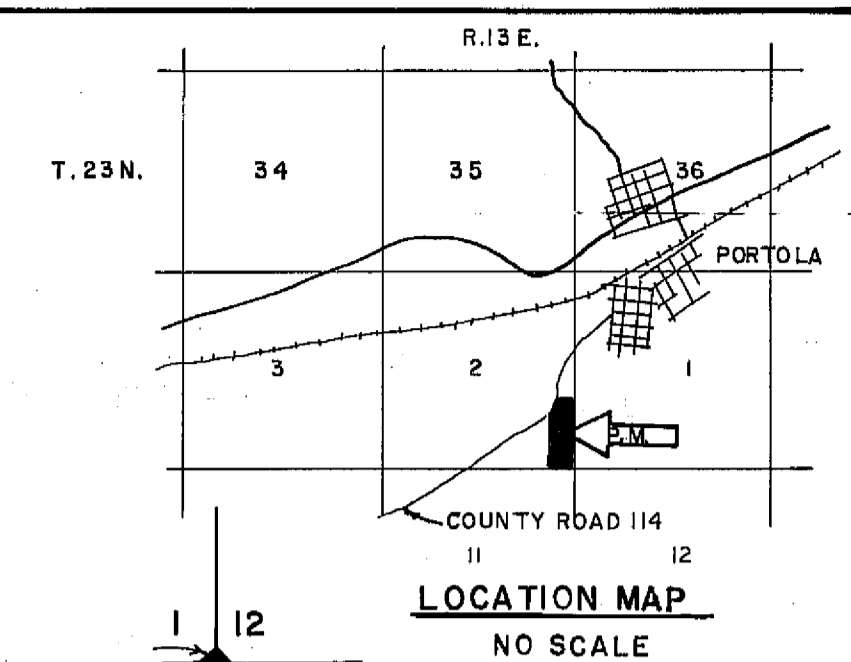 R.13 E.
T. 23 N. 34 35 36
PORTOLA
3 2 1
P.M.
COUNTY ROAD 114
11 12
1 12
LOCATION MAP
NO SCALE